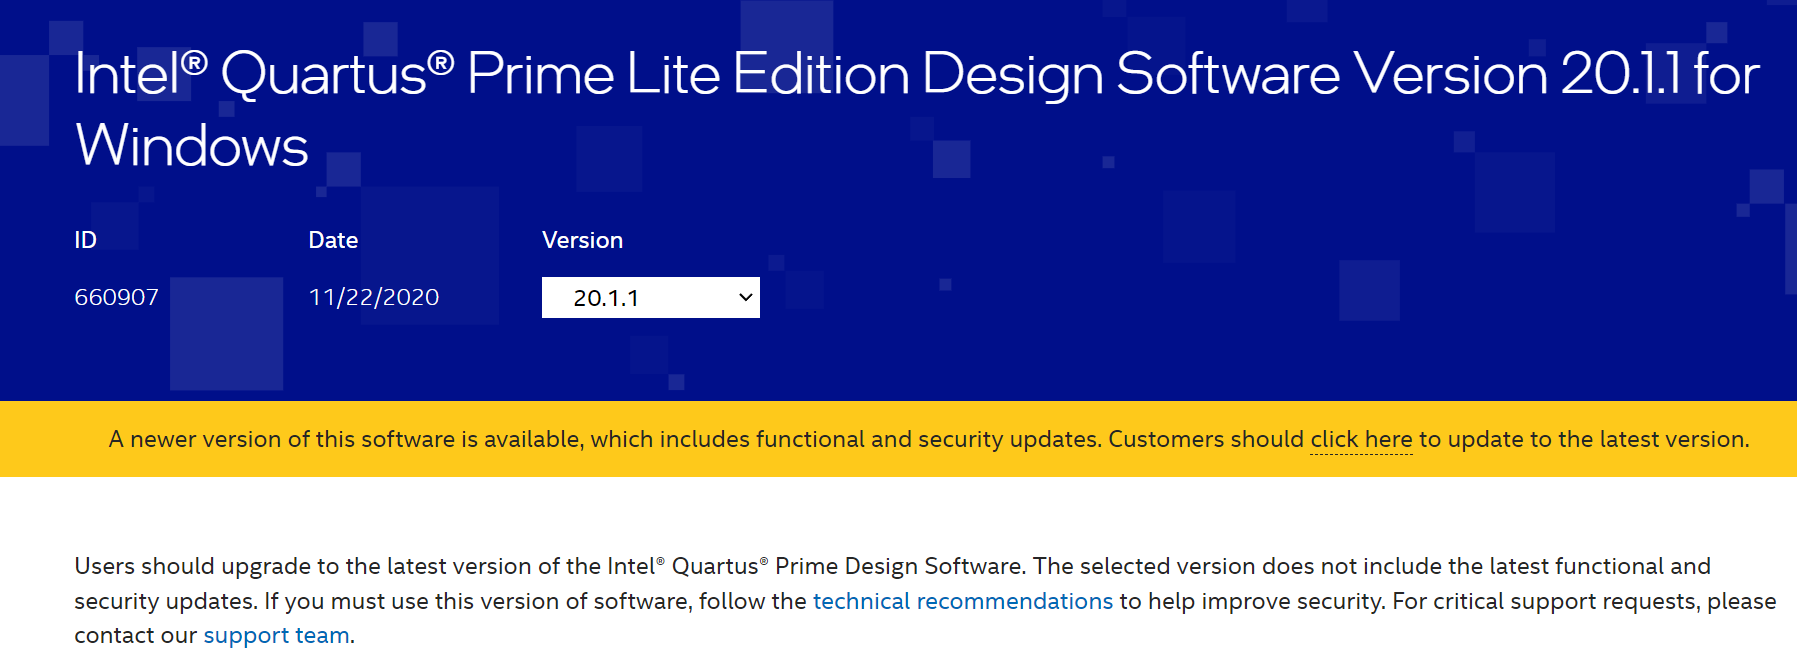 Intel® Quartus® Prime Lite Edition Design Software Version 20.1.1 for
Windows
ID Date Version
660907 11/22/2020 20.1.1
A newer version of this software is available, which includes functional and security updates. Customers should click here to update to the latest version.
Users should upgrade to the latest version of the Intel® Quartus® Prime Design Software. The selected version does not include the latest functional and
security updates. If you must use this version of software, follow the technical recommendations to help improve security. For critical support requests, please
contact our support team.